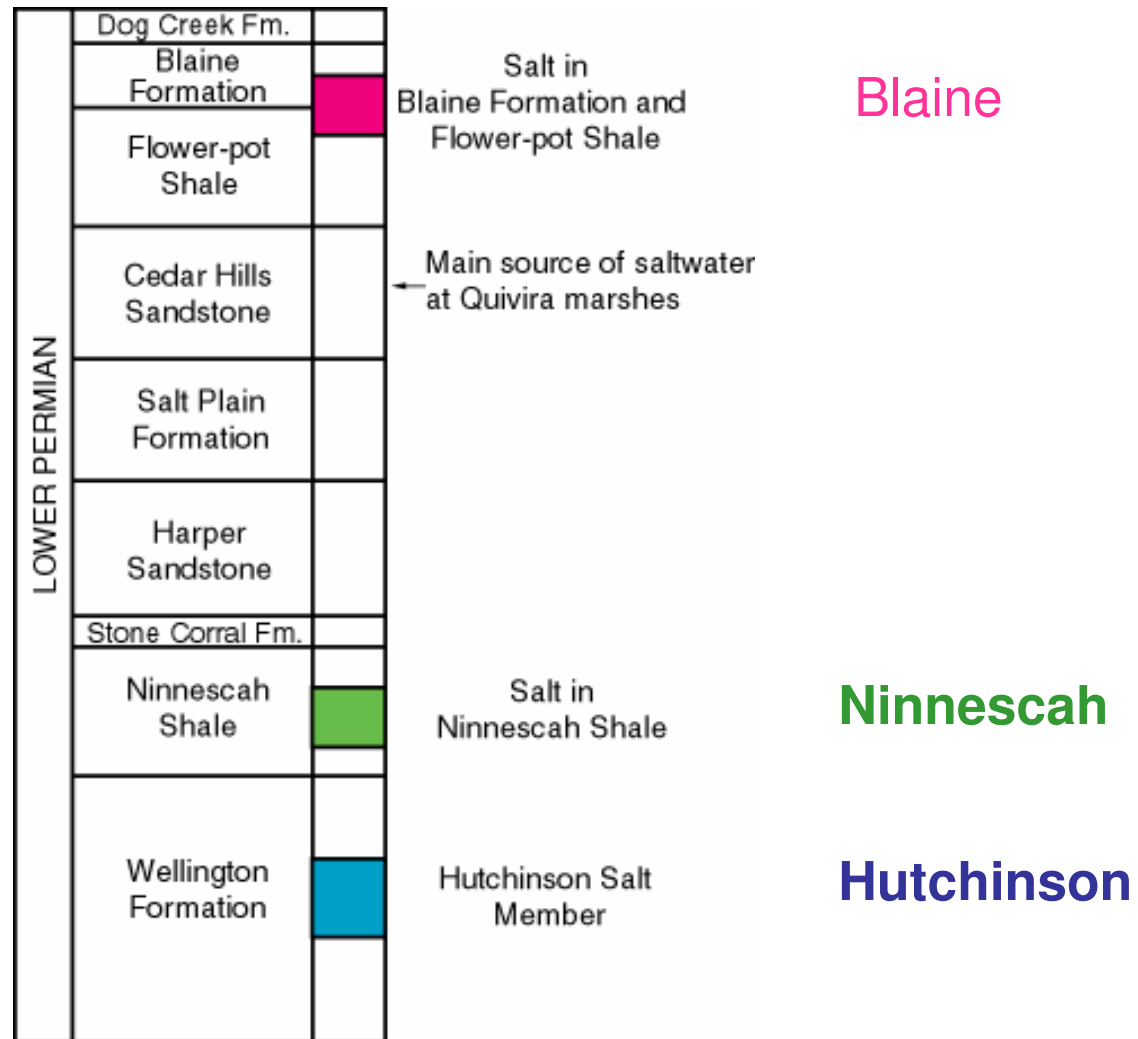 LOWER PERMIAN
Dog Creek Fm.
Blaine
Formation
Salt in
Blaine Formation and
Flower-pot Shale
Blaine
Flower-pot
Shale
Cedar Hills
Sandstone
Main source of saltwater
at Quivira marshes
Salt Plain
Formation
Harper
Sandstone
Stone Corral Fm.
Ninnescah
Shale
Salt in
Ninnescah Shale
Ninnescah
Wellington
Formation
Hutchinson Salt
Member
Hutchinson